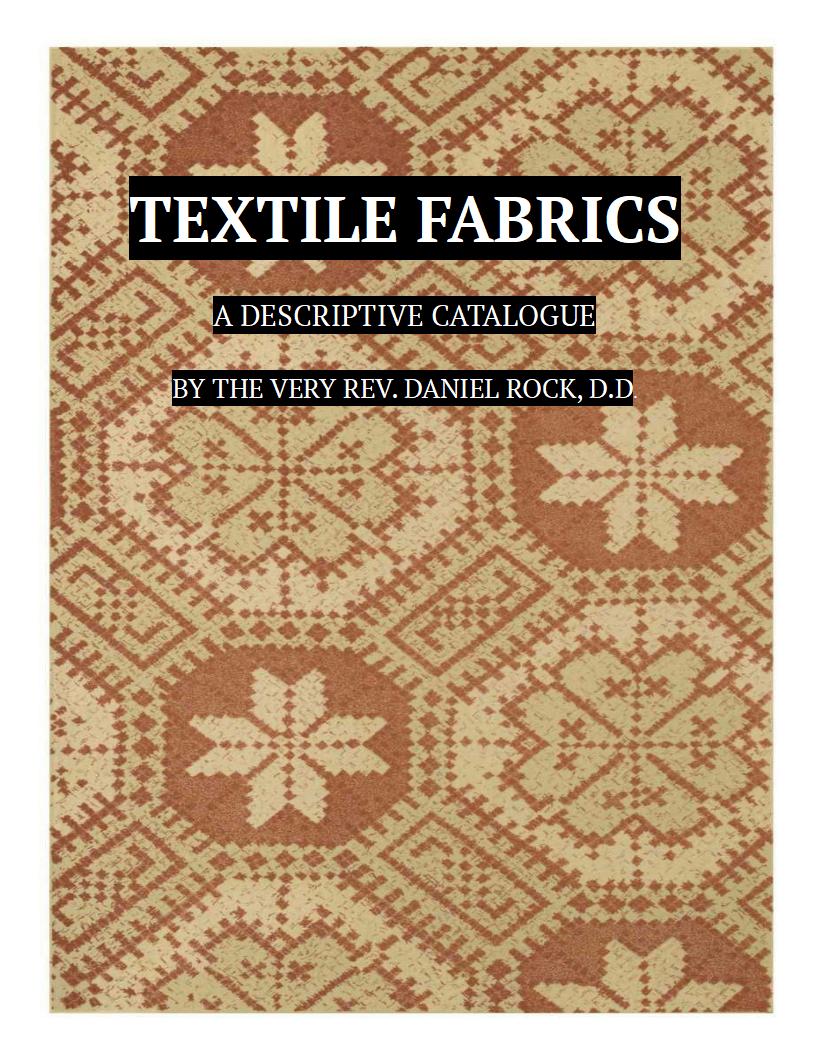 TEXTILE FABRICS
A DESCRIPTIVE CATALOGUE
BY THE VERY REV. DANIEL ROCK, D.D.